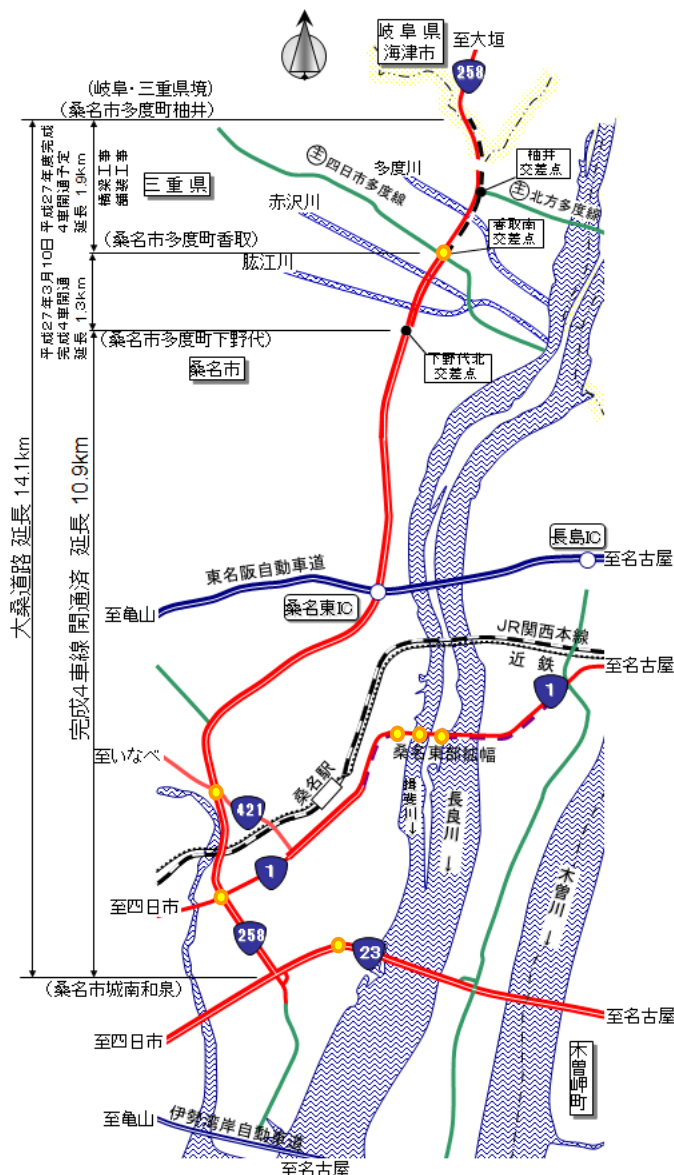 岐阜県
海津市
至大垣
258
(岐阜・三重県境)
(桑名市多度町柚井)
平成27年度完成
4車開通予定
延長 1.9km
橋梁工事
舗装工事
三重県
主 四日市多度線
多度川
柚井
交差点
主 北方多度線
赤沢川
香取南
交差点
(桑名市多度町香取)
肱江川
平成27年3月10日
完成4車開通
延長 1.3km
(桑名市多度町下野代)
下野代北
交差点
桑名市
大桑道路 延長 14.1km
完成4車線 開通済 延長 10.9km
長島IC
東名阪自動車道
至名古屋
桑名東IC
至亀山
JR関西本線
近鉄
至名古屋
1
桑名東部拡幅
至いなべ
桑名駅
揖斐川→
長良川→
421
1
木曽川→
至四日市
258
23
(桑名市城南和泉)
至名古屋
至四日市
木曽岬町
至亀山
伊勢湾岸自動車道
至名古屋